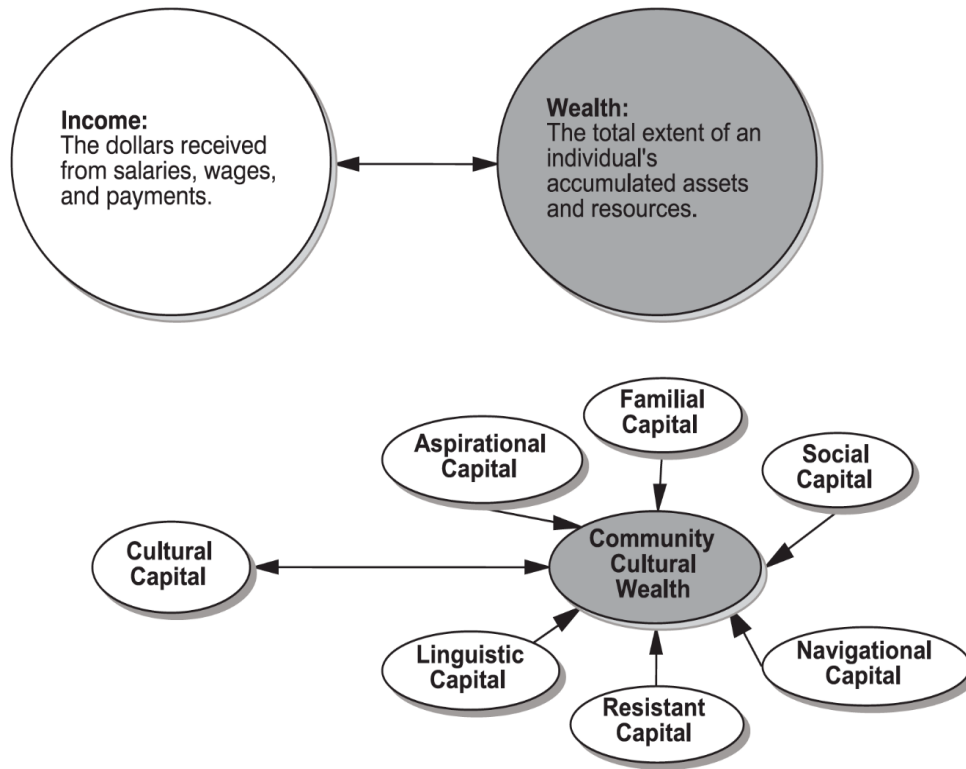 Income:
The dollars received
from salaries, wages,
and payments.
Wealth:
The total extent of an
individual's
accumulated assets
and resources.
Familial
Capital
Aspirational
Capital
Social
Capital
Cultural
Capital
Community
Cultural
Wealth
Linguistic
Capital
Navigational
Capital
Resistant
Capital